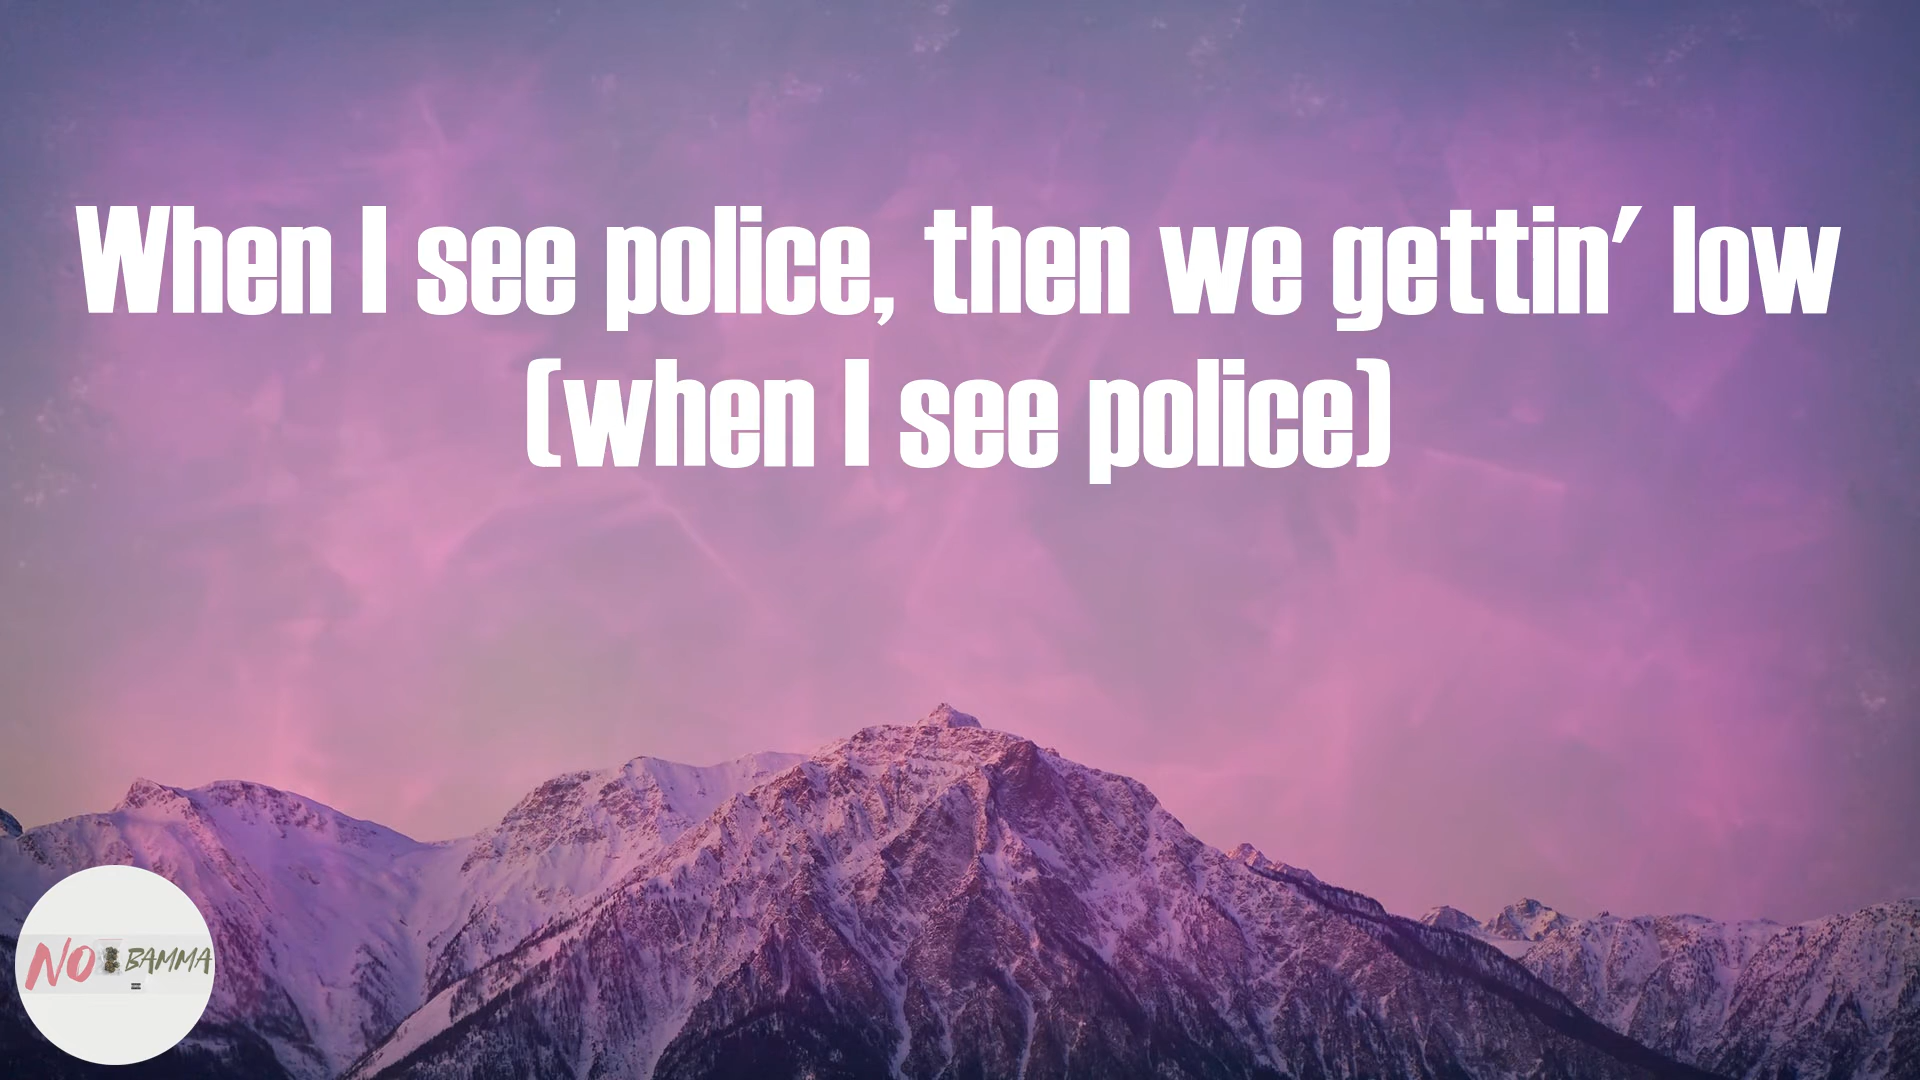 When I see police, then we gettin' low
(when I see police)
NO BAMMA